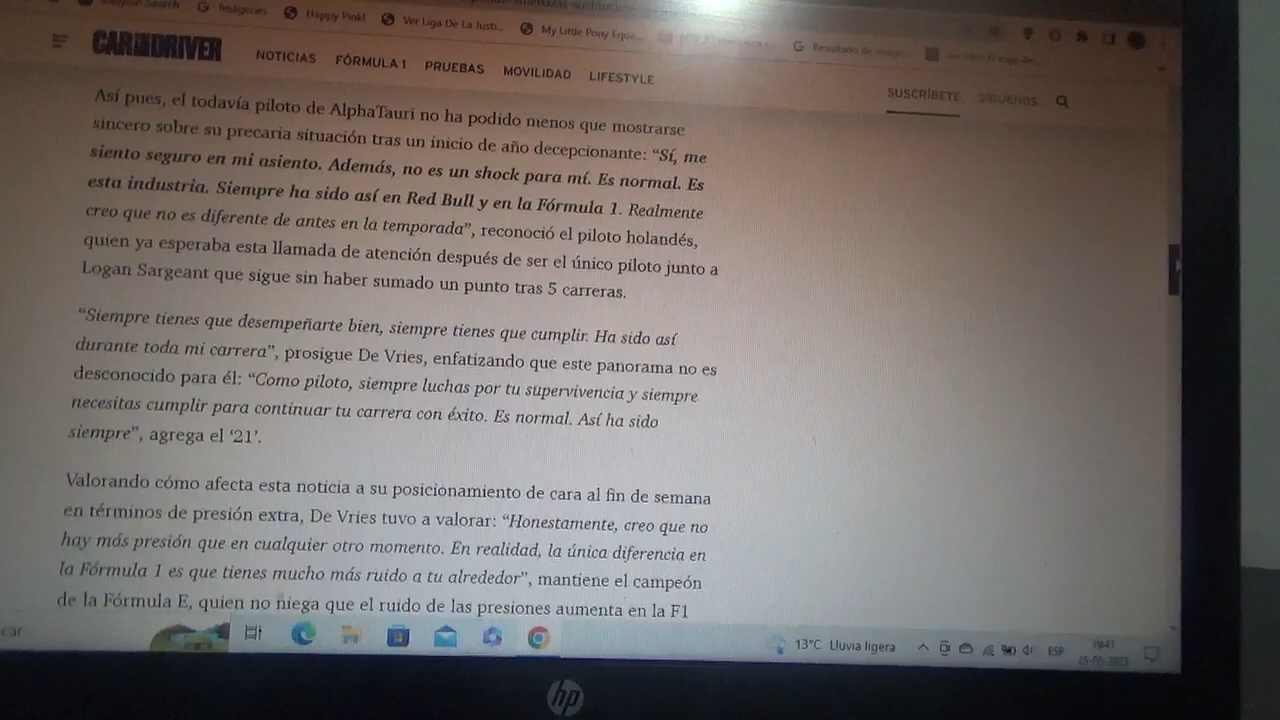 Search
Imágenes
Happy Pink!
Ver Liga De La Justi...
My Little Pony Eque...
Resultado de imagen...
CAR AND DRIVER
NOTICIAS
FÓRMULA 1
PRUEBAS
MOVILIDAD
LIFESTYLE
SUSCRÍBETE
SÍGUENOS
Así pues, el todavía piloto de AlphaTauri no ha podido menos que mostrarse
sincero sobre su precaria situación tras un inicio de año decepcionante: “Sí, me
siento seguro en mi asiento. Además, no es un shock para mí. Es normal. Es
esta industria. Siempre ha sido así en Red Bull y en la Fórmula 1. Realmente
creo que no es diferente de antes en la temporada”, reconoció el piloto holandés,
quien ya esperaba esta llamada de atención después de ser el único piloto junto a
Logan Sargeant que sigue sin haber sumado un punto tras 5 carreras.
“Siempre tienes que desempeñarte bien, siempre tienes que cumplir. Ha sido así
durante toda mi carrera”, prosigue De Vries, enfatizando que este panorama no es
desconocido para él: “Como piloto, siempre luchas por tu supervivencia y siempre
necesitas cumplir para continuar tu carrera con éxito. Es normal. Así ha sido
siempre”, agrega el ‘21’.
Valorando cómo afecta esta noticia a su posicionamiento de cara al fin de semana
en términos de presión extra, De Vries tuvo a valorar: “Honestamente, creo que no
hay más presión que en cualquier otro momento. En realidad, la única diferencia en
la Fórmula 1 es que tienes mucho más ruido a tu alrededor”, mantiene el campeón
de la Fórmula E, quien no niega que el ruido de las presiones aumenta en la F1
car
13°C Lluvia ligera
ESP
19:41
25-05-2023
hp